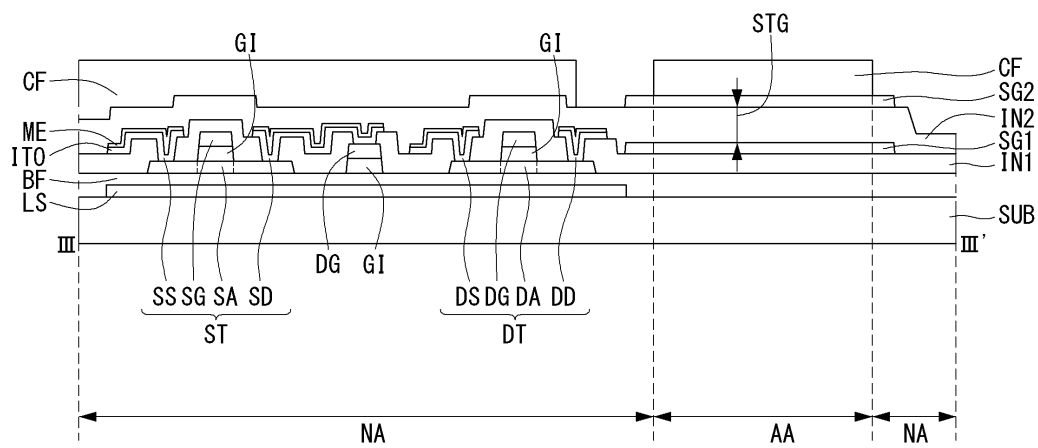 STG
GI
GI
CF
CF
SG2
IN2
ME
SG1
ITO
IN1
BF
LS
SUB
III
III'
DG
GI
SS SG SA SD
DS DG DA DD
ST
DT
NA
AA
NA